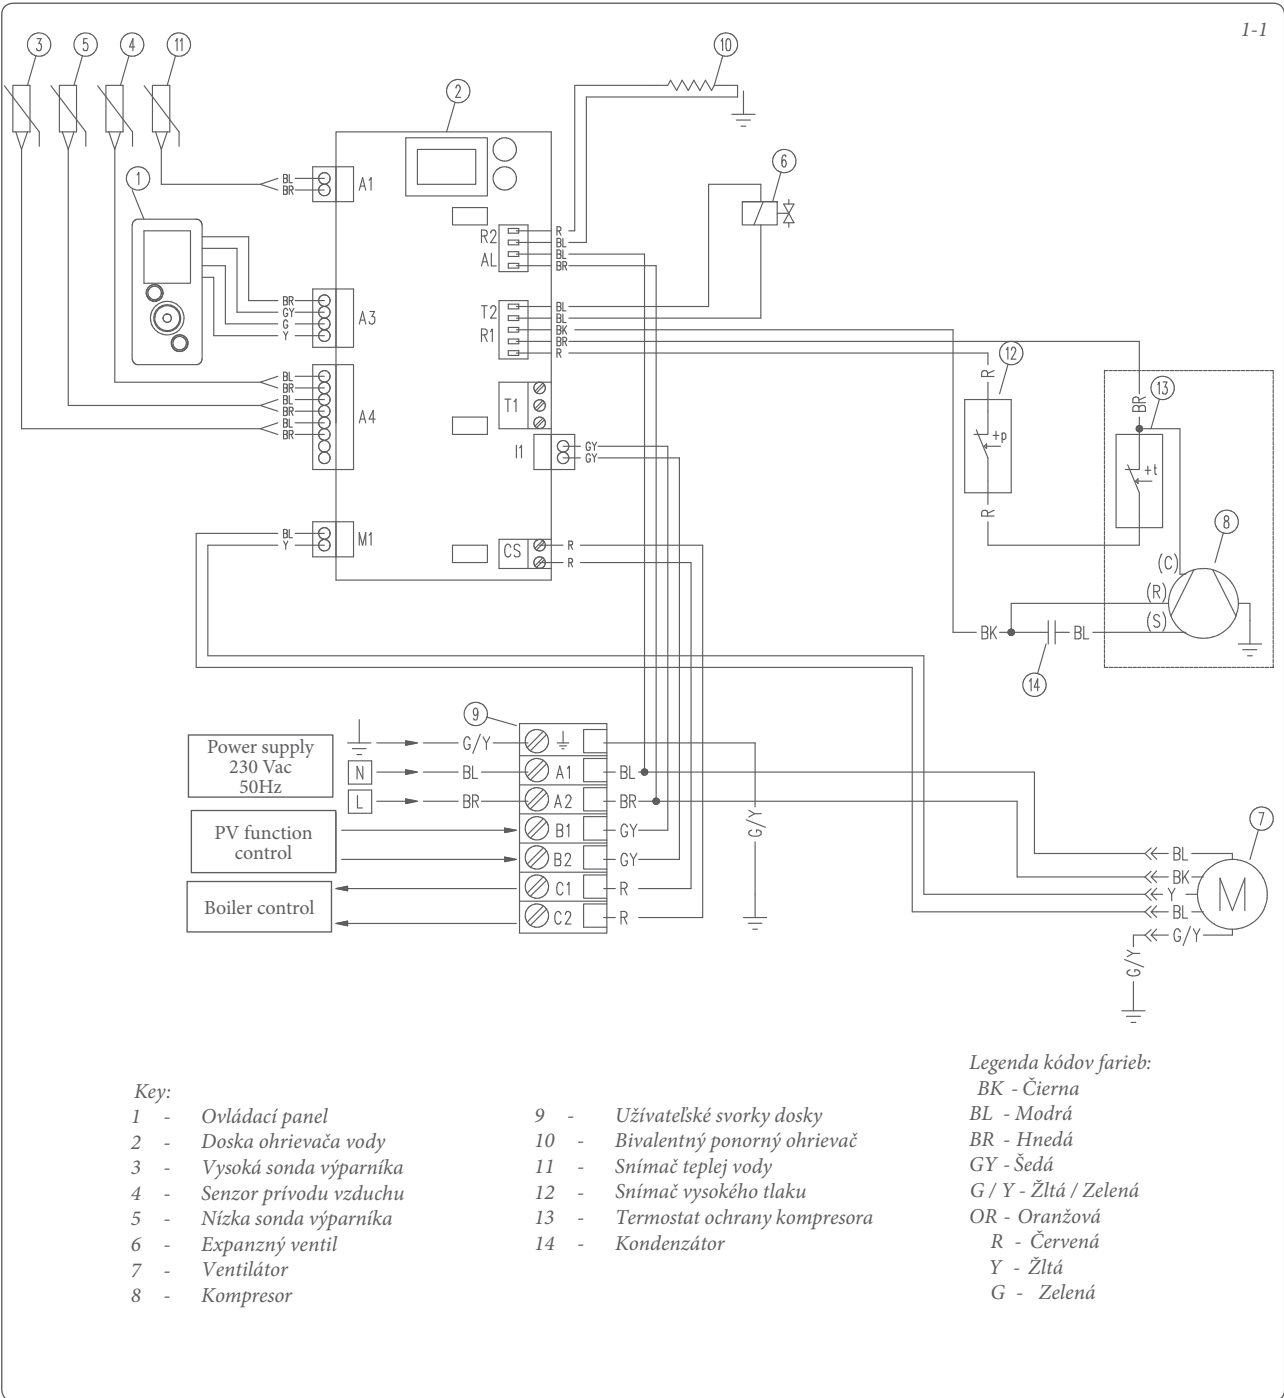 1-1
3 5 4 11
10
2
1
6
BL
BR
A1
R2
AL
R
BL
BL
BR
BR
GY
G
Y
A3
T2
R1
BL
BL
BK
BR
R
12
13
R
BR
BL
BR
BL
BR
BL
BR
A4
T1
+p
+t
I1
GY
GY
R
8
BL
Y
M1
CS
R
R
(C)
(R)
(S)
BK
BL
14
9
Power supply
230 Vac
50Hz
G/Y
N
BL
A1
BL
L
BR
A2
BR
PV function
control
B1
GY
B2
GY
G/Y
Boiler control
C1
R
C2
R
7
BL
BK
Y
BL
G/Y
M
G/Y
Key:
1 - Ovládací panel
2 - Doska ohrievača vody
3 - Vysoká sonda výparníka
4 - Senzor prívodu vzduchu
5 - Nízka sonda výparníka
6 - Expanzný ventil
7 - Ventilátor
8 - Kompresor
9 - Užívateľské svorky dosky
10 - Bivalentný ponorný ohrievač
11 - Snímač teplej vody
12 - Snímač vysokého tlaku
13 - Termostat ochrany kompresora
14 - Kondenzátor
Legenda kódov farieb:
BK - Čierna
BL - Modrá
BR - Hnedá
GY - Šedá
G / Y - Žltá / Zelená
OR - Oranžová
R - Červená
Y - Žltá
G - Zelená